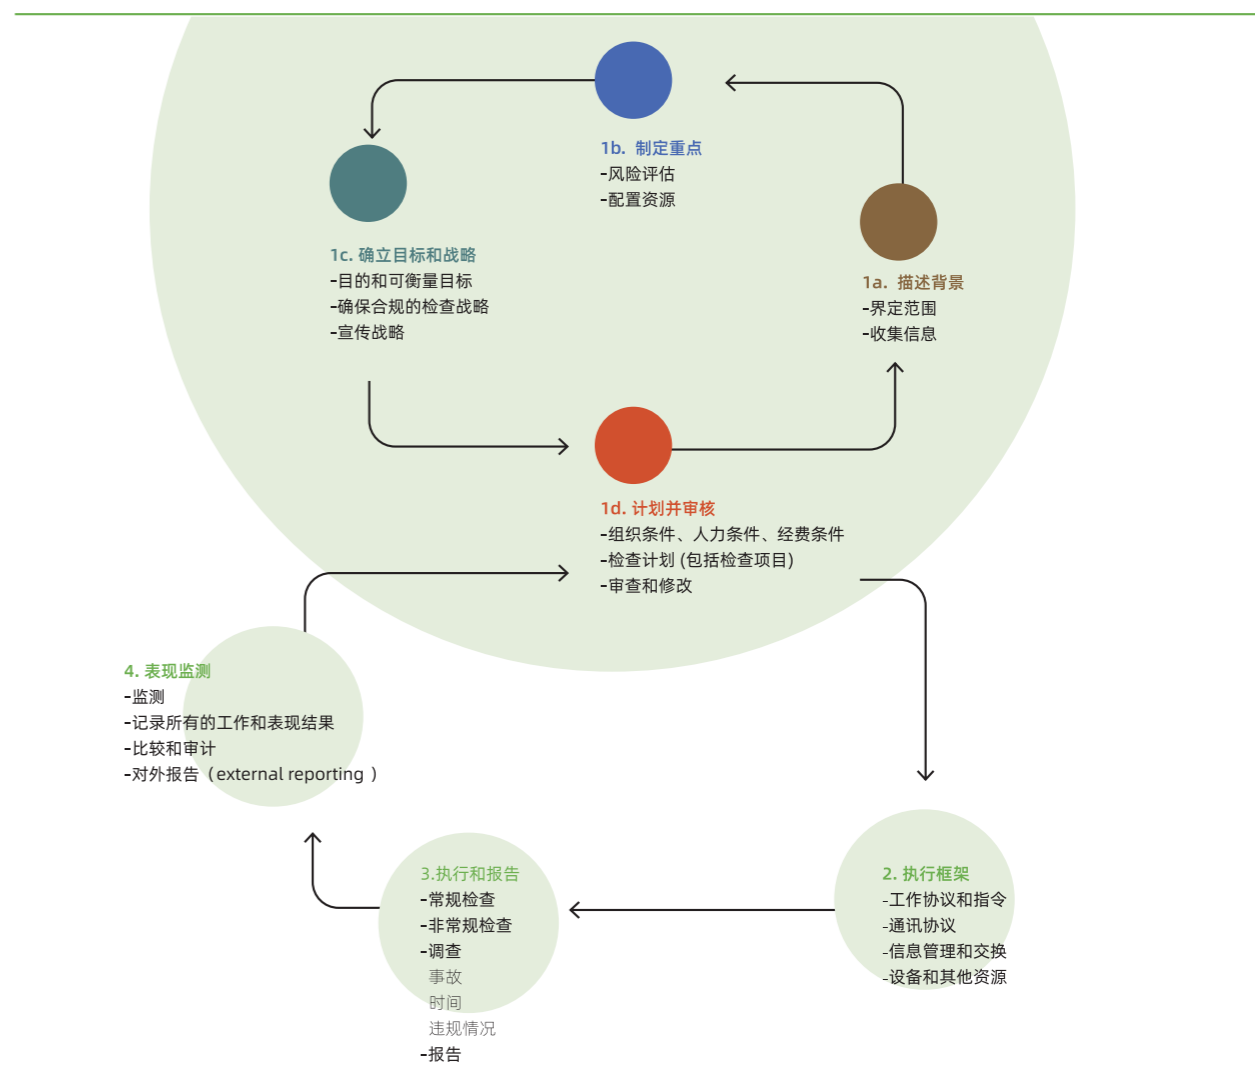 1b. 制定重点
-风险评估
-配置资源
1c. 确立目标和战略
-目的和可衡量目标
-确保合规的检查战略
-宣传战略
1a. 描述背景
-界定范围
-收集信息
1d. 计划并审核
-组织条件、人力条件、经费条件
-检查计划 (包括检查项目)
-审查和修改
4. 表现监测
-监测
-记录所有的工作和表现结果
-比较和审计
-对外报告（external reporting ）
3.执行和报告
-常规检查
-非常规检查
-调查
事故
时间
违规情况
-报告
2. 执行框架
-工作协议和指令
-通讯协议
-信息管理和交换
-设备和其他资源